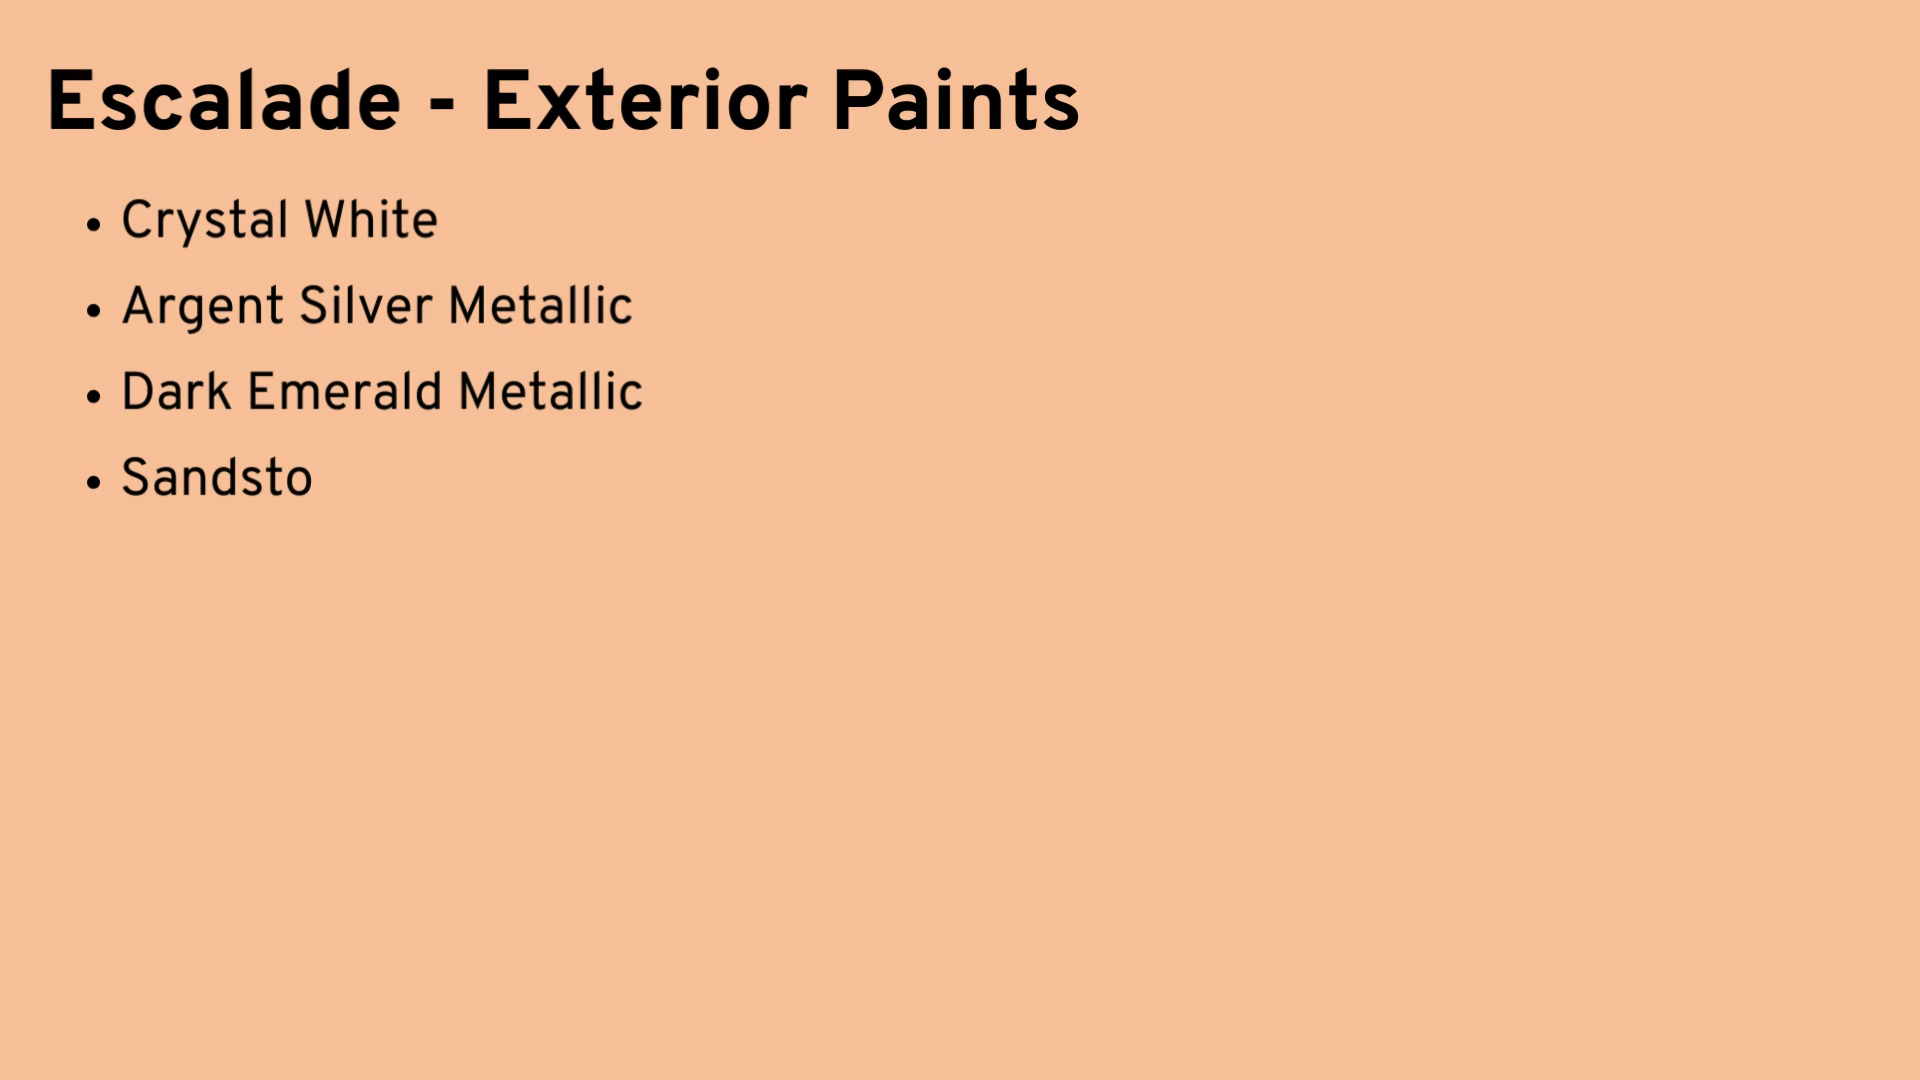 Escalade - Exterior Paints
• Crystal White
• Argent Silver Metallic
• Dark Emerald Metallic
• Sandsto